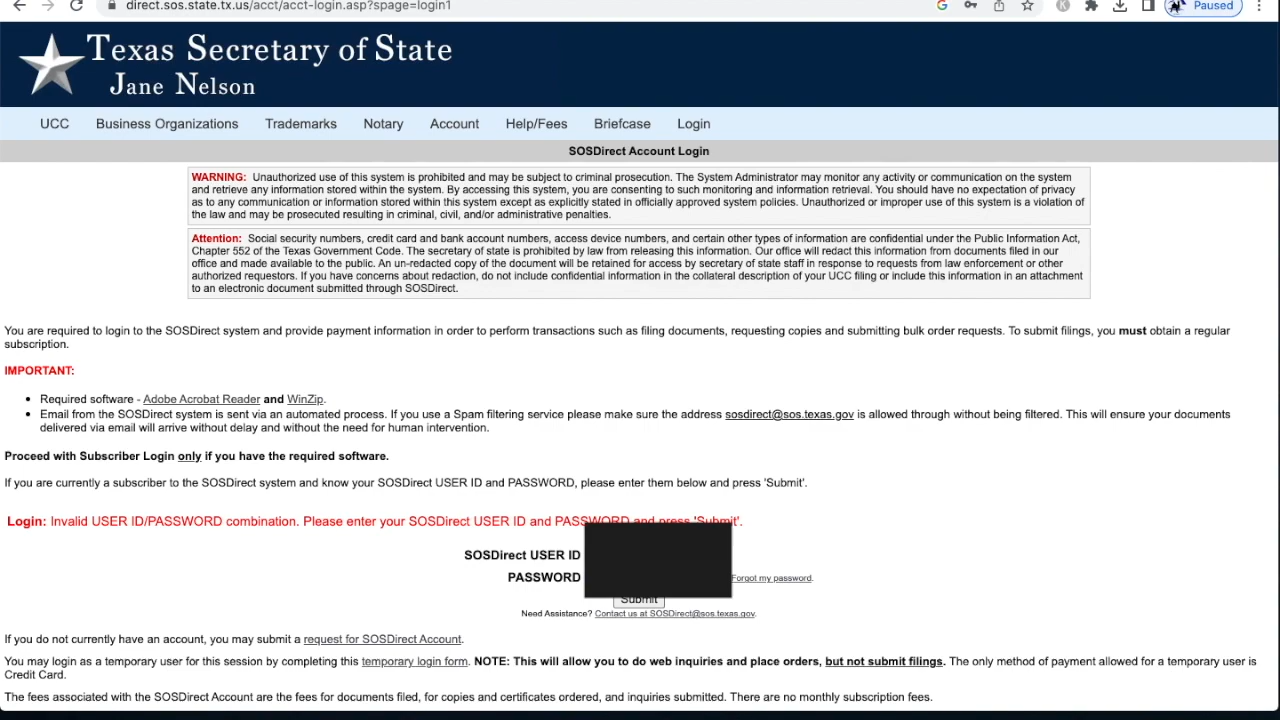 direct.sos.state.tx.us/acct/acct-login.asp?spage=login1
Paused
Texas Secretary of State
Jane Nelson
UCC Business Organizations Trademarks Notary Account Help/Fees Briefcase Login
SOSDirect Account Login
WARNING: Unauthorized use of this system is prohibited and may be subject to criminal prosecution. The System Administrator may monitor any activity or communication on the system
and retrieve any information stored within the system. By accessing this system, you are consenting to such monitoring and information retrieval. You should have no expectation of privacy
as to any communication or information stored within this system except as explicitly stated in officially approved system policies. Unauthorized or improper use of this system is a violation of
the law and may be prosecuted resulting in criminal, civil, and/or administrative penalties.
Attention: Social security numbers, credit card and bank account numbers, access device numbers, and certain other types of information are confidential under the Public Information Act,
Chapter 552 of the Texas Government Code. The secretary of state is prohibited by law from releasing this information. Our office will redact this information from documents filed in our
office and made available to the public. An un-redacted copy of the document will be retained for access by secretary of state staff in response to requests from law enforcement or other
authorized requestors. If you have concerns about redaction, do not include confidential information in the collateral description of your UCC filing or include this information in an attachment
to an electronic document submitted through SOSDirect.
You are required to login to the SOSDirect system and provide payment information in order to perform transactions such as filing documents, requesting copies and submitting bulk order requests. To submit filings, you must obtain a regular
subscription.
IMPORTANT:
• Required software - Adobe Acrobat Reader and WinZip.
• Email from the SOSDirect system is sent via an automated process. If you use a Spam filtering service please make sure the address sosdirect@sos.texas.gov is allowed through without being filtered. This will ensure your documents
delivered via email will arrive without delay and without the need for human intervention.
Proceed with Subscriber Login only if you have the required software.
If you are currently a subscriber to the SOSDirect system and know your SOSDirect USER ID and PASSWORD, please enter them below and press 'Submit'.
Login: Invalid USER ID/PASSWORD combination. Please enter your SOSDirect USER ID and PASSWORD and press 'Submit'.
SOSDirect USER ID
PASSWORD Forgot my password.
Submit
Need Assistance? Contact us at SOSDirect@sos.texas.gov.
If you do not currently have an account, you may submit a request for SOSDirect Account.
You may login as a temporary user for this session by completing this temporary login form. NOTE: This will allow you to do web inquiries and place orders, but not submit filings. The only method of payment allowed for a temporary user is
Credit Card.
The fees associated with the SOSDirect Account are the fees for documents filed, for copies and certificates ordered, and inquiries submitted. There are no monthly subscription fees.